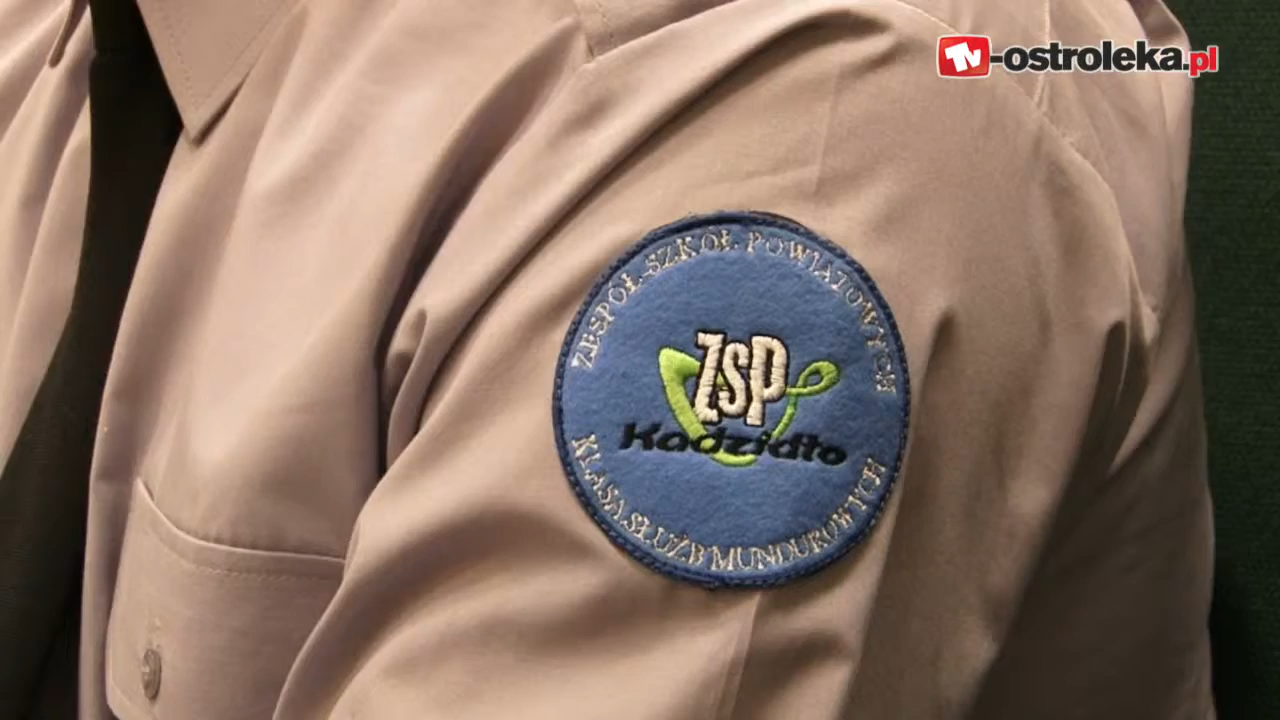 TV-OSTROLEKA.pl
ZESPÓŁ SZKÓŁ POWIATOWYCH
ZSP
Kadzidło
KLASA SŁUŻB MUNDUROWYCH